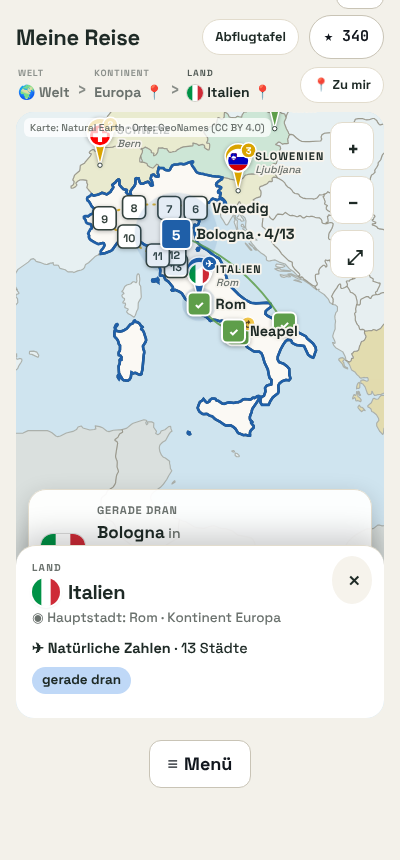 Meine Reise
Abflugtafel
★ 340
WELT
Welt
>
KONTINENT
Europa
>
LAND
Italien
Zu mir
Karte: Natural Earth · Orte: GeoNames (CC BY 4.0)
Bern
3
SLOWENIEN
Ljubljana
+
−
9
8
7
6
Venedig
10
5
Bologna · 4/13
11
12
13
ITALIEN
Rom
Rom
Neapel
GERADE DRAN
Bologna in
LAND
Italien
×
◉ Hauptstadt: Rom · Kontinent Europa
✈ Natürliche Zahlen · 13 Städte
gerade dran
≡ Menü